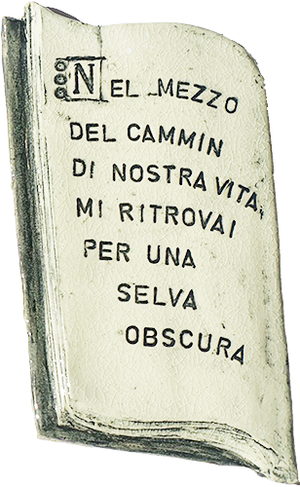 NEL MEZZO
DEL CAMMIN
DI NOSTRA VITA,
MI RITROVAI
PER UNA
SELVA
OBSCURA